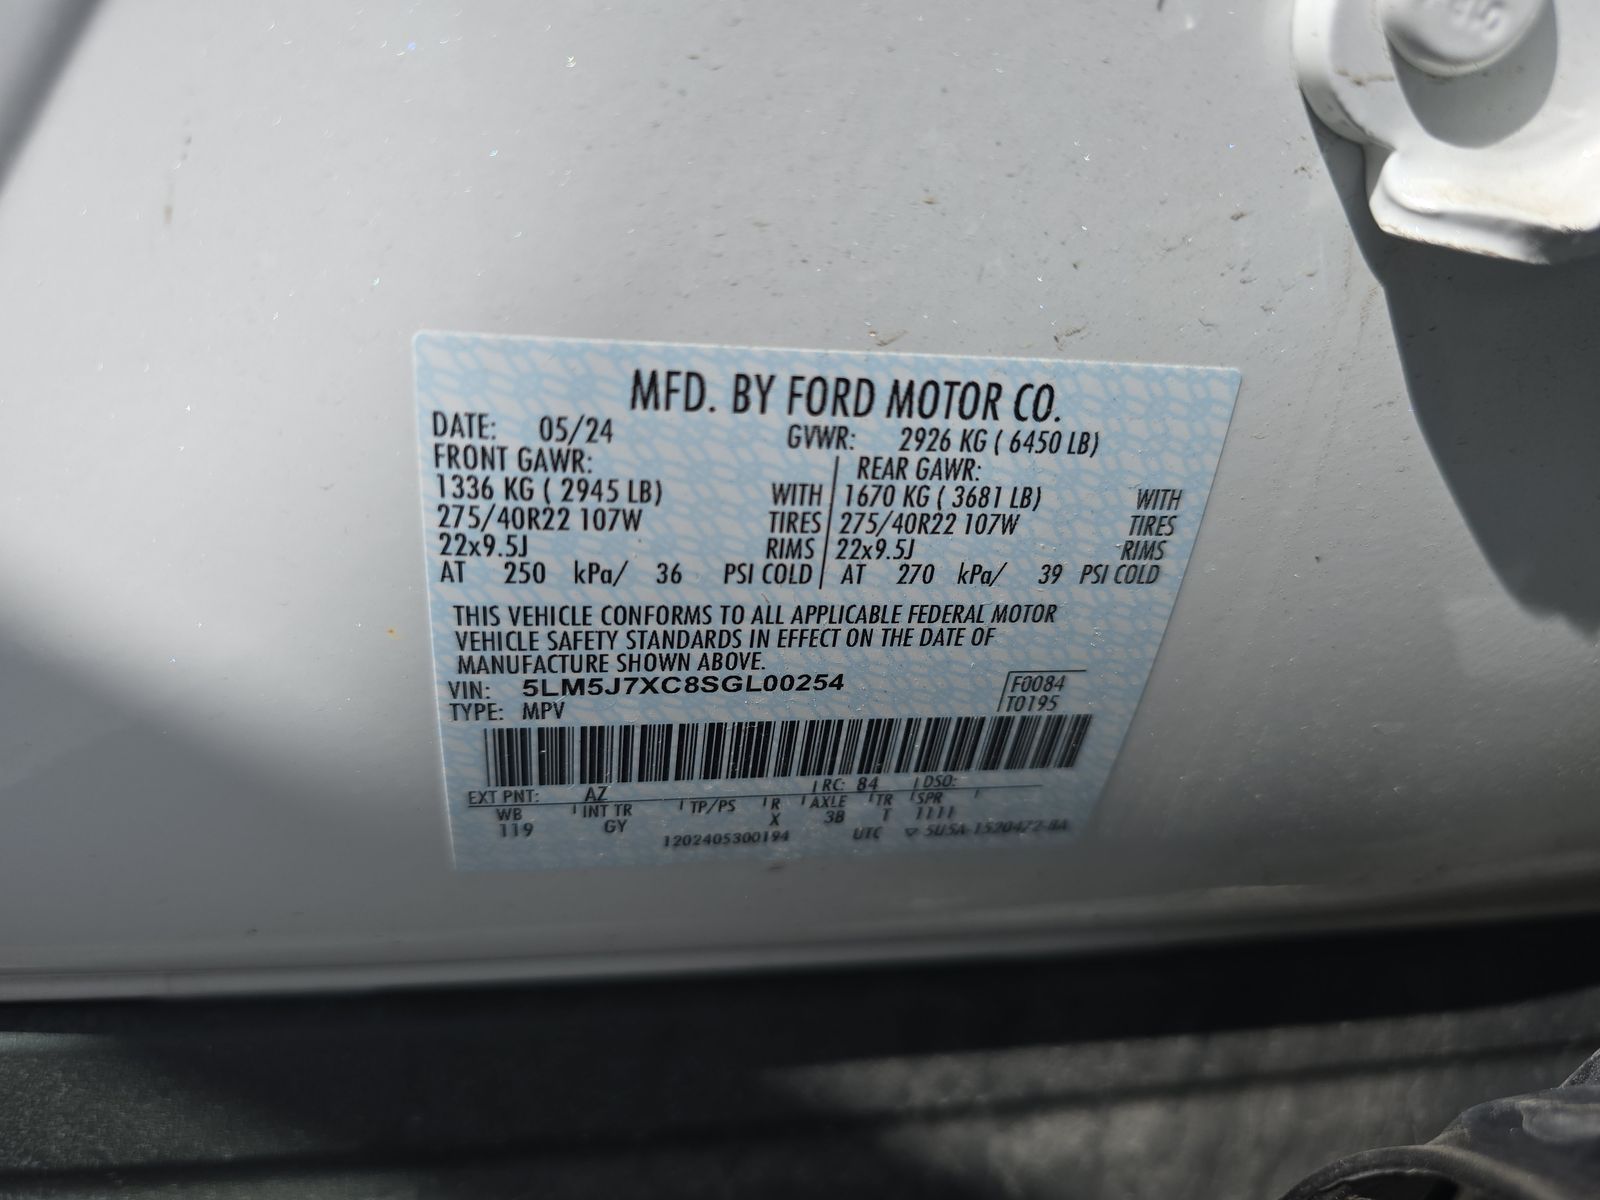 MFD. BY FORD MOTOR CO.
DATE: 05/24 GVWR: 2926 KG ( 6450 LB)
FRONT GAWR: REAR GAWR:
1336 KG ( 2945 LB) WITH 1670 KG ( 3681 LB) WITH
275/40R22 107W TIRES 275/40R22 107W TIRES
22x9.5J RIMS 22x9.5J RIMS
AT 250 kPa/ 36 PSI COLD AT 270 kPa/ 39 PSI COLD
THIS VEHICLE CONFORMS TO ALL APPLICABLE FEDERAL MOTOR
VEHICLE SAFETY STANDARDS IN EFFECT ON THE DATE OF
MANUFACTURE SHOWN ABOVE.
VIN: 5LM5J7XC8SGL00254 F0084
TYPE: MPV T0195
EXT PNT: AZ RC: 84 DSO:
WB INT TR TP/PS R AXLE TR SPR
119 GY X 3B T 1111
1202405300194 UTC 5U5A-1520472-BA